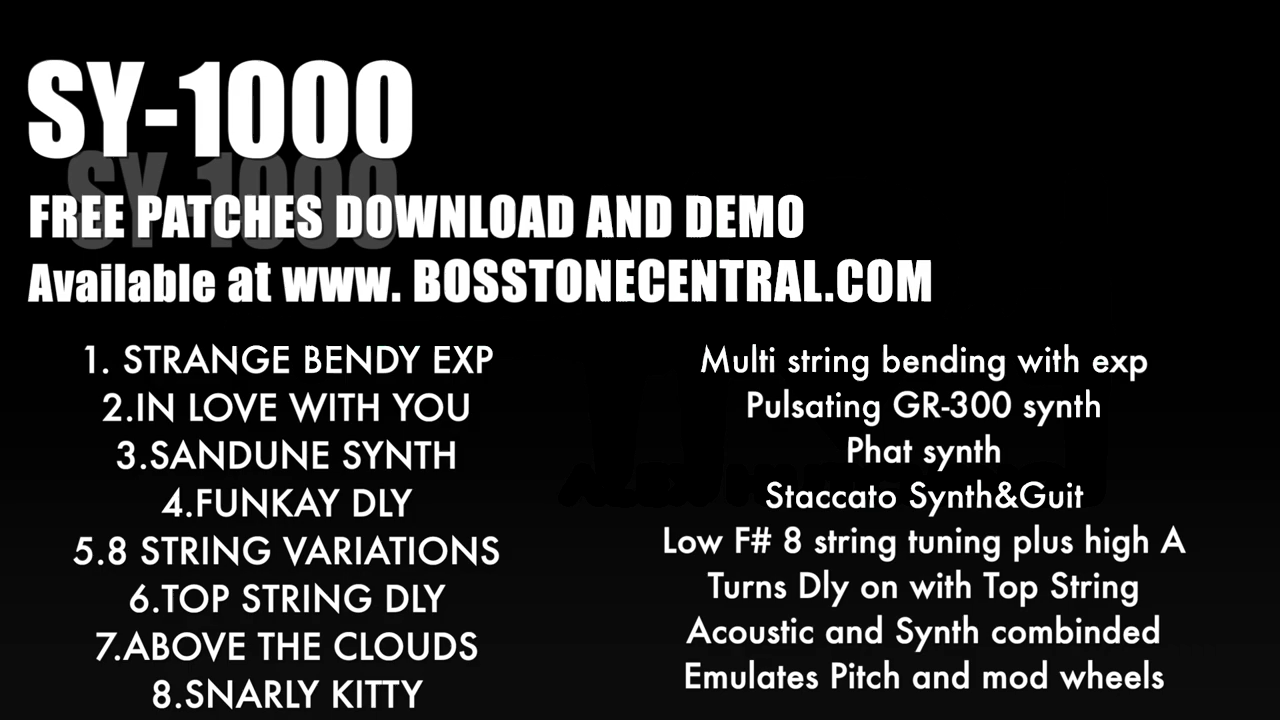 SY-1000
SY-1000
FREE PATCHES DOWNLOAD AND DEMO
Available at www. BOSSTONECENTRAL.COM
1. STRANGE BENDY EXP
2.IN LOVE WITH YOU
3.SANDUNE SYNTH
4.FUNKAY DLY
5.8 STRING VARIATIONS
6.TOP STRING DLY
7.ABOVE THE CLOUDS
8.SNARLY KITTY
Multi string bending with exp
Pulsating GR-300 synth
Phat synth
Staccato Synth&Guit
Low F# 8 string tuning plus high A
Turns Dly on with Top String
Acoustic and Synth combinded
Emulates Pitch and mod wheels